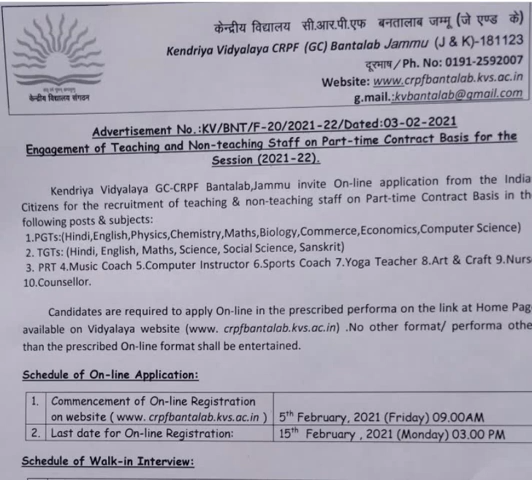 केन्द्रीय विद्यालय सी.आर.पी.एफ बनतालाब जम्मू (जे एण्ड के)
Kendriya Vidyalaya CRPF (GC) Bantalab Jammu (J & K)-181123
दूरभाष/Ph. No: 0191-2592007
Website: www.crpfbantalab.kvs.ac.in
g.mail.:kvbantalab@gmail.com
केन्द्रीय विद्यालय संगठन
Advertisement No.:KV/BNT/F-20/2021-22/Dated:03-02-2021
Engagement of Teaching and Non-teaching Staff on Part-time Contract Basis for the
Session (2021-22).
Kendriya Vidyalaya GC-CRPF Bantalab,Jammu invite On-line application from the India
Citizens for the recruitment of teaching & non-teaching staff on Part-time Contract Basis in the
following posts & subjects:
1.PGTs:(Hindi,English,Physics,Chemistry,Maths,Biology,Commerce,Economics,Computer Science)
2. TGTs: (Hindi, English, Maths, Science, Social Science, Sanskrit)
3. PRT 4.Music Coach 5.Computer Instructor 6.Sports Coach 7.Yoga Teacher 8.Art & Craft 9.Nurs
10.Counsellor.
Candidates are required to apply On-line in the prescribed performa on the link at Home Pag
available on Vidyalaya website (www. crpfbantalab.kvs.ac.in) .No other format/ performa othe
than the prescribed On-line format shall be entertained.
Schedule of On-line Application:
1. Commencement of On-line Registration
on website ( www. crpfbantalab.kvs.ac.in ) 5th February, 2021 (Friday) 09.00AM
2. Last date for On-line Registration: 15th February , 2021 (Monday) 03.00 PM
Schedule of Walk-in Interview: